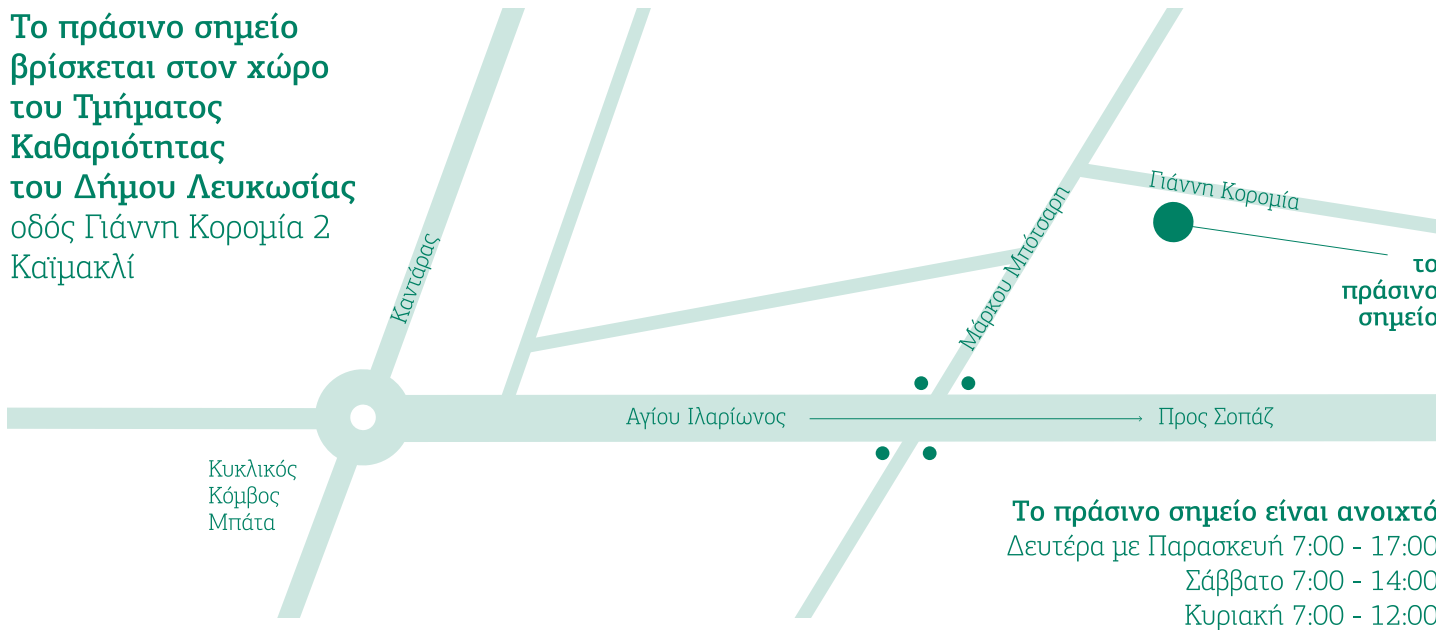 Το πράσινο σημείο
βρίσκεται στον χώρο
του Τμήματος
Καθαριότητας
του Δήμου Λευκωσίας
οδός Γιάννη Κορομία 2
Καϊμακλί
Καντάρας
Μάρκου Μπότσαρη
Γιάννη Κορομία
το
πράσινο
σημείο
Αγίου Ιλαρίωνος
Προς Σοπάζ
Κυκλικός
Κόμβος
Μπάτα
Το πράσινο σημείο είναι ανοιχτό
Δευτέρα με Παρασκευή 7:00 - 17:00
Σάββατο 7:00 - 14:00
Κυριακή 7:00 - 12:00